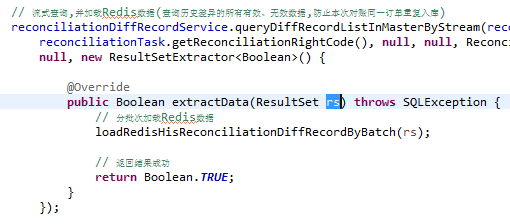 // 流式查询,并加载Redis数据(查询历史差异的所有有效、无效数据,防止本次对账同一订单重复入库)
reconciliationDiffRecordService.queryDiffRecordListInMasterByStream(rec
reconciliationTask.getReconciliationRightCode(), null, null, Reconc
null, new ResultSetExtractor<Boolean>() {
@Override
public Boolean extractData(ResultSet rs) throws SQLException {
// 分批次加载Redis数据
loadRedisHisReconciliationDiffRecordByBatch(rs);
// 返回结果成功
return Boolean.TRUE;
}
});